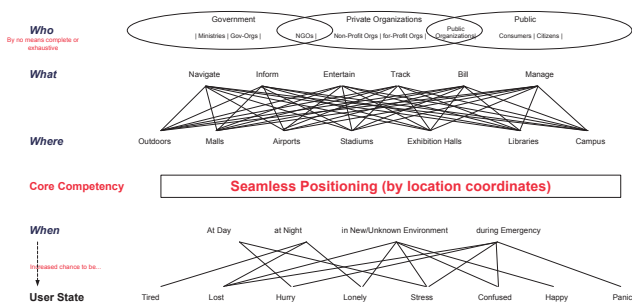 Government Private Organizations Public
Who
By no means complete or
exhaustive
| Ministries | Gov-Orgs | NGOs | Non-Profit Orgs | for-Profit Orgs | Public
Organizations| Consumers | Citizens |
What Navigate Inform Entertain Track Bill Manage
Where Outdoors Malls Airports Stadiums Exhibition Halls Libraries Campus
Core Competency Seamless Positioning (by location coordinates)
When At Day at Night in New/Unknown Environment during Emergency
Increased chance to be...
User State Tired Lost Hurry Lonely Stress Confused Happy Panic